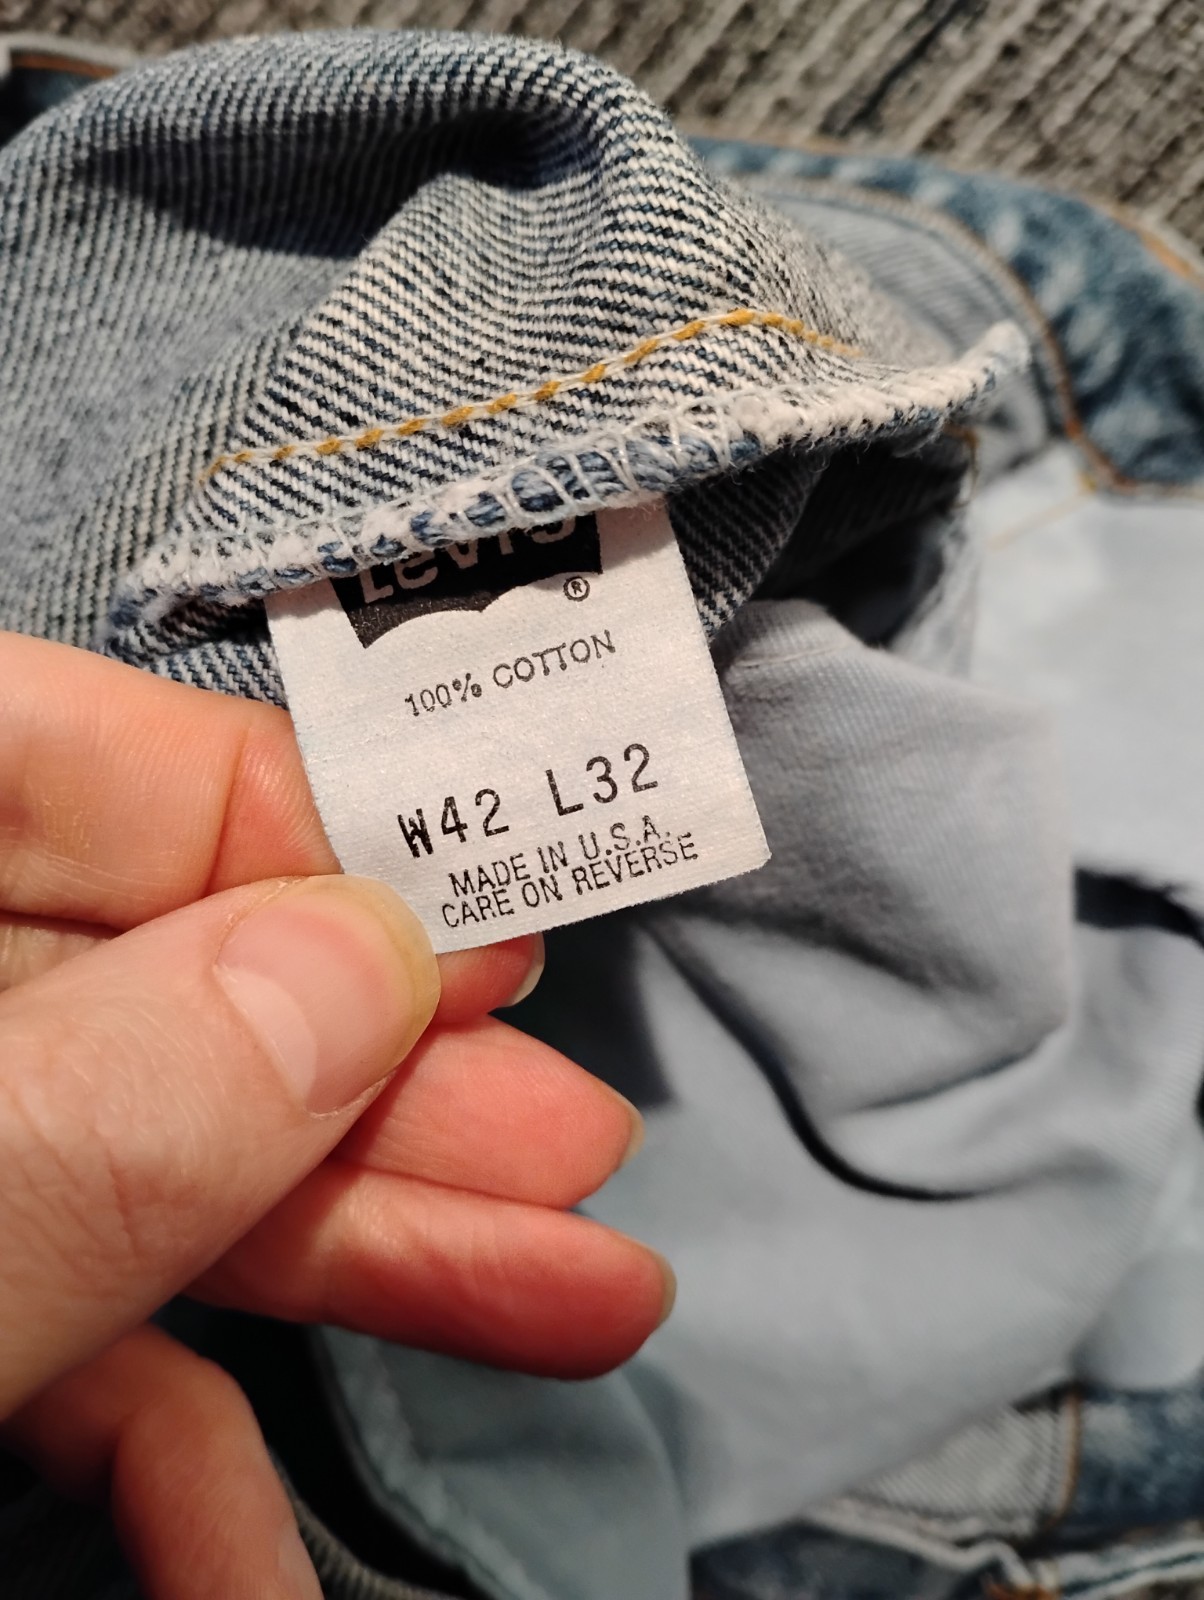 Levi's
®
100% COTTON
W42 L32
MADE IN U.S.A.
CARE ON REVERSE